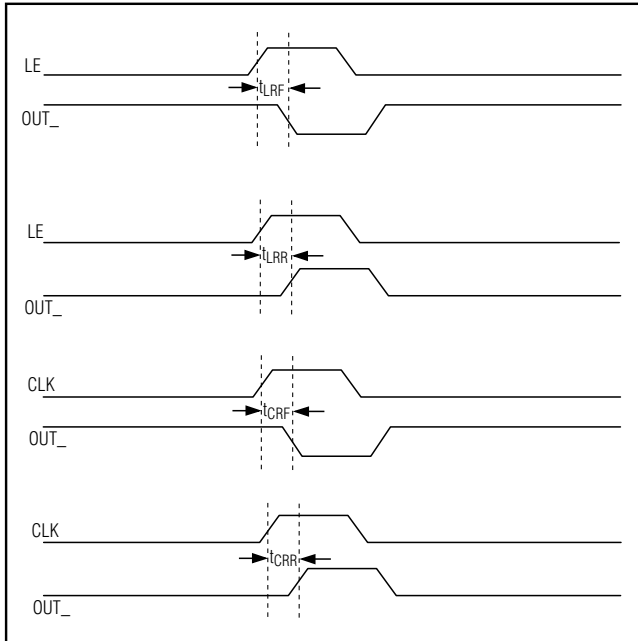 LE
tLRF
OUT_
LE
tLRR
OUT_
CLK
tCRF
OUT_
CLK
tCRR
OUT_